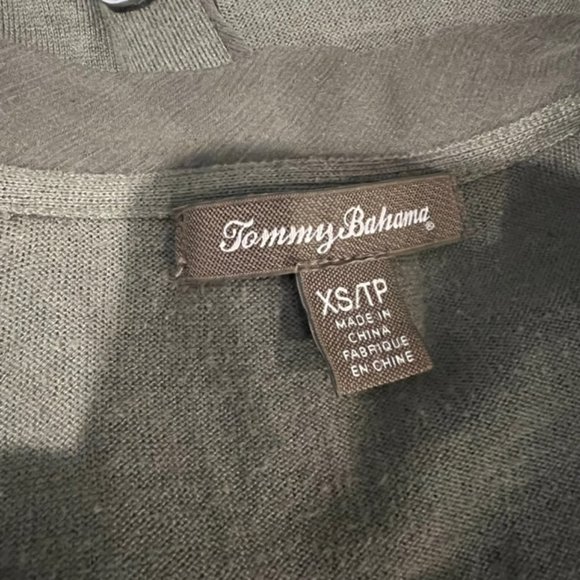 Tommy Bahama®
XS/TP
MADE IN
CHINA
FABRIQUE
EN CHINE